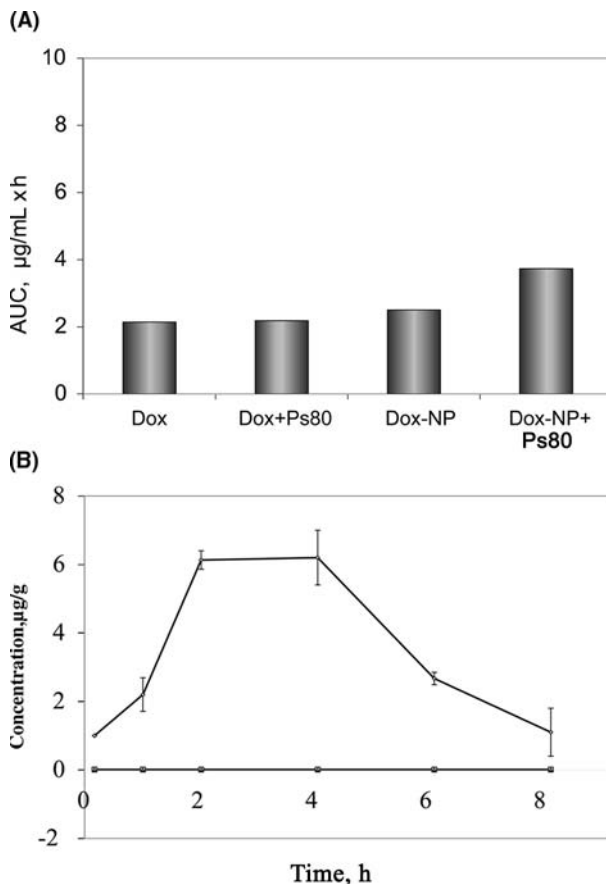 (A)
10
8
6
4
2
0
AUC, µg/mL x h
Dox Dox+Ps80 Dox-NP Dox-NP+
Ps80
(B)
8
6
4
2
0
-2
Concentration,µg/g
0 2 4 6 8
Time, h